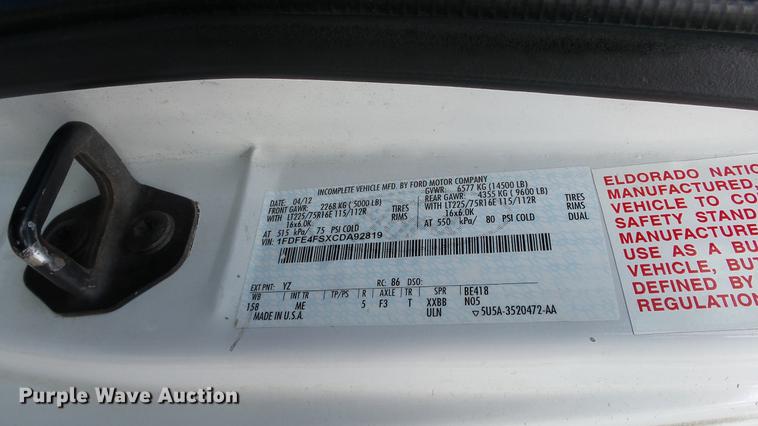 INCOMPLETE VEHICLE MFD. BY FORD MOTOR COMPANY
DATE: 04/12 GVWR: 6577 KG (14500 LB)
FRONT GAWR: 2268 KG (5000 LB) REAR GAWR: 4355 KG (9600 LB)
WITH LT225/75R16E 115/112R TIRES WITH LT225/75R16E 115/112R TIRES
16x6.0K RIMS 16x6.0K RIMS
AT 515 kPa/ 75 PSI COLD AT 550 kPa/ 80 PSI COLD DUAL
VIN: 1FDFE4FSXCDA92819
EXT PNT: YZ RC: 86 DSO:
WB INT TR TP/PS R AXLE TR SPR BE418
158 ME 5 F3 T XXBB N05
MADE IN U.S.A. ULN ▽5U5A-3520472-AA
ELDORADO NATIO
MANUFACTURED,
VEHICLE TO CO
SAFETY STAND
MANUFACTURE
USE AS A BU
VEHICLE, BUT
DEFINED BY
REGULATION
Purple Wave Auction